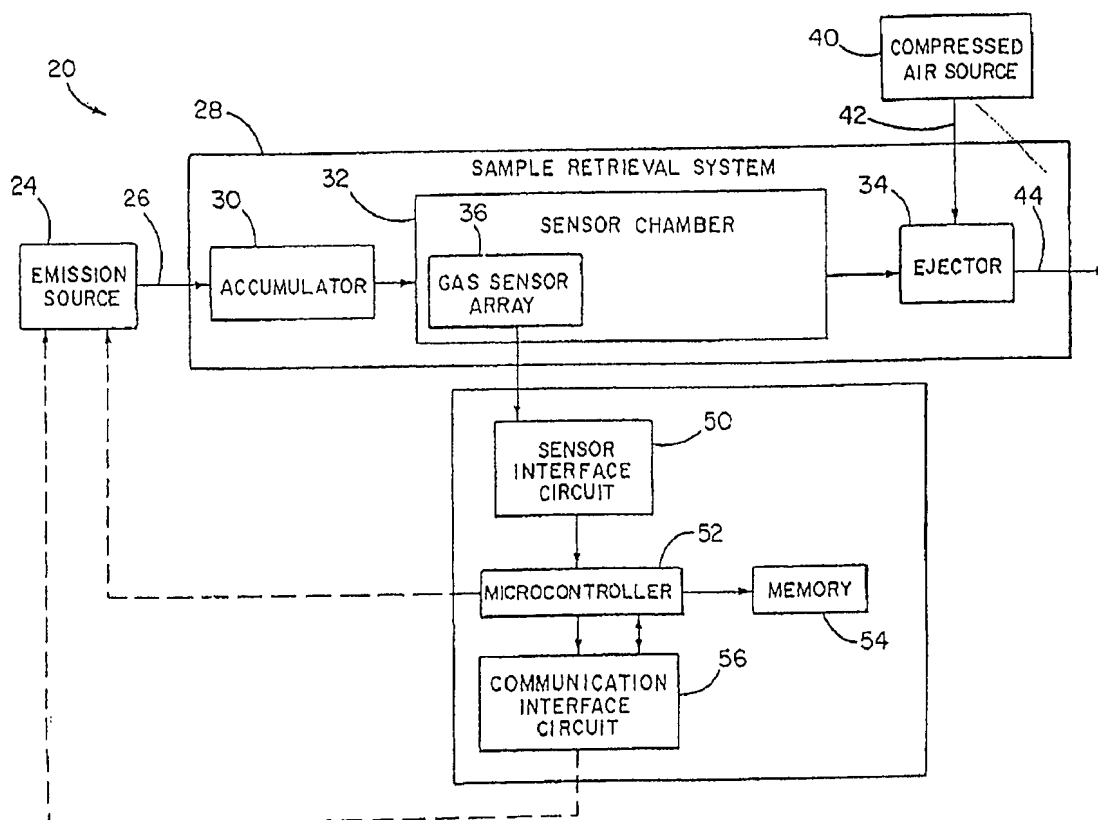 40
COMPRESSED
AIR SOURCE
20
42
28
SAMPLE RETRIEVAL SYSTEM
32
34
44
24
26
30
36
SENSOR CHAMBER
EMISSION
SOURCE
ACCUMULATOR
GAS SENSOR
ARRAY
EJECTOR
50
SENSOR
INTERFACE
CIRCUIT
52
MICROCONTROLLER
MEMORY
54
56
COMMUNICATION
INTERFACE
CIRCUIT